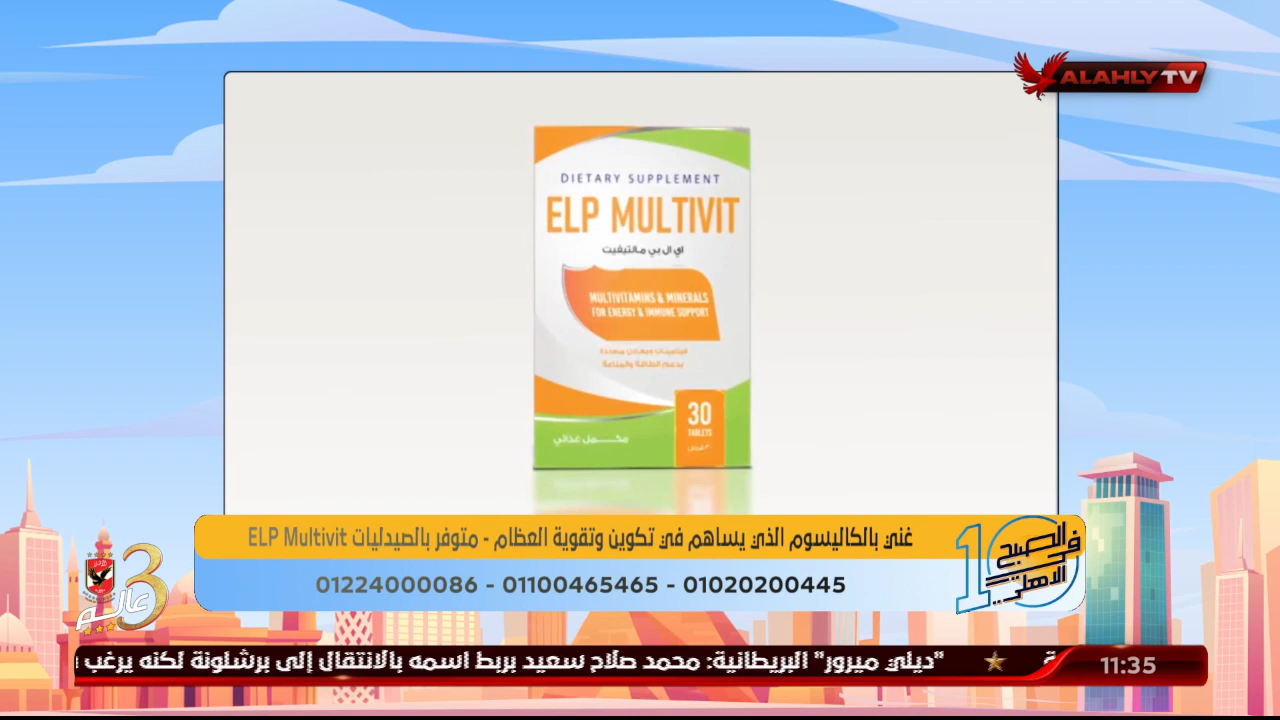 ALAHLY TV
DIETARY SUPPLEMENT
ELP MULTIVIT
اي ال بي مالتيفيت
MULTIVITAMINS & MINERALS
FOR ENERGY & IMMUNE SUPPORT
فيتامينات ومعادن متعددة
يدعم الطاقة والمناعة
30
TABLETS
مكمل غذائي
غني بالكاليسوم الذي يساهم في تكوين وتقوية العظام - متوفر بالصيدليات ELP Multivit
01224000086 - 01100465465 - 01020200445
10
الصبح
في
الأهلي
3
عالم
"ديلي ميرور" البريطانية: محمد صلاح سعيد بربط اسمه بالانتقال إلى برشلونة لكنه يرغب
11:35